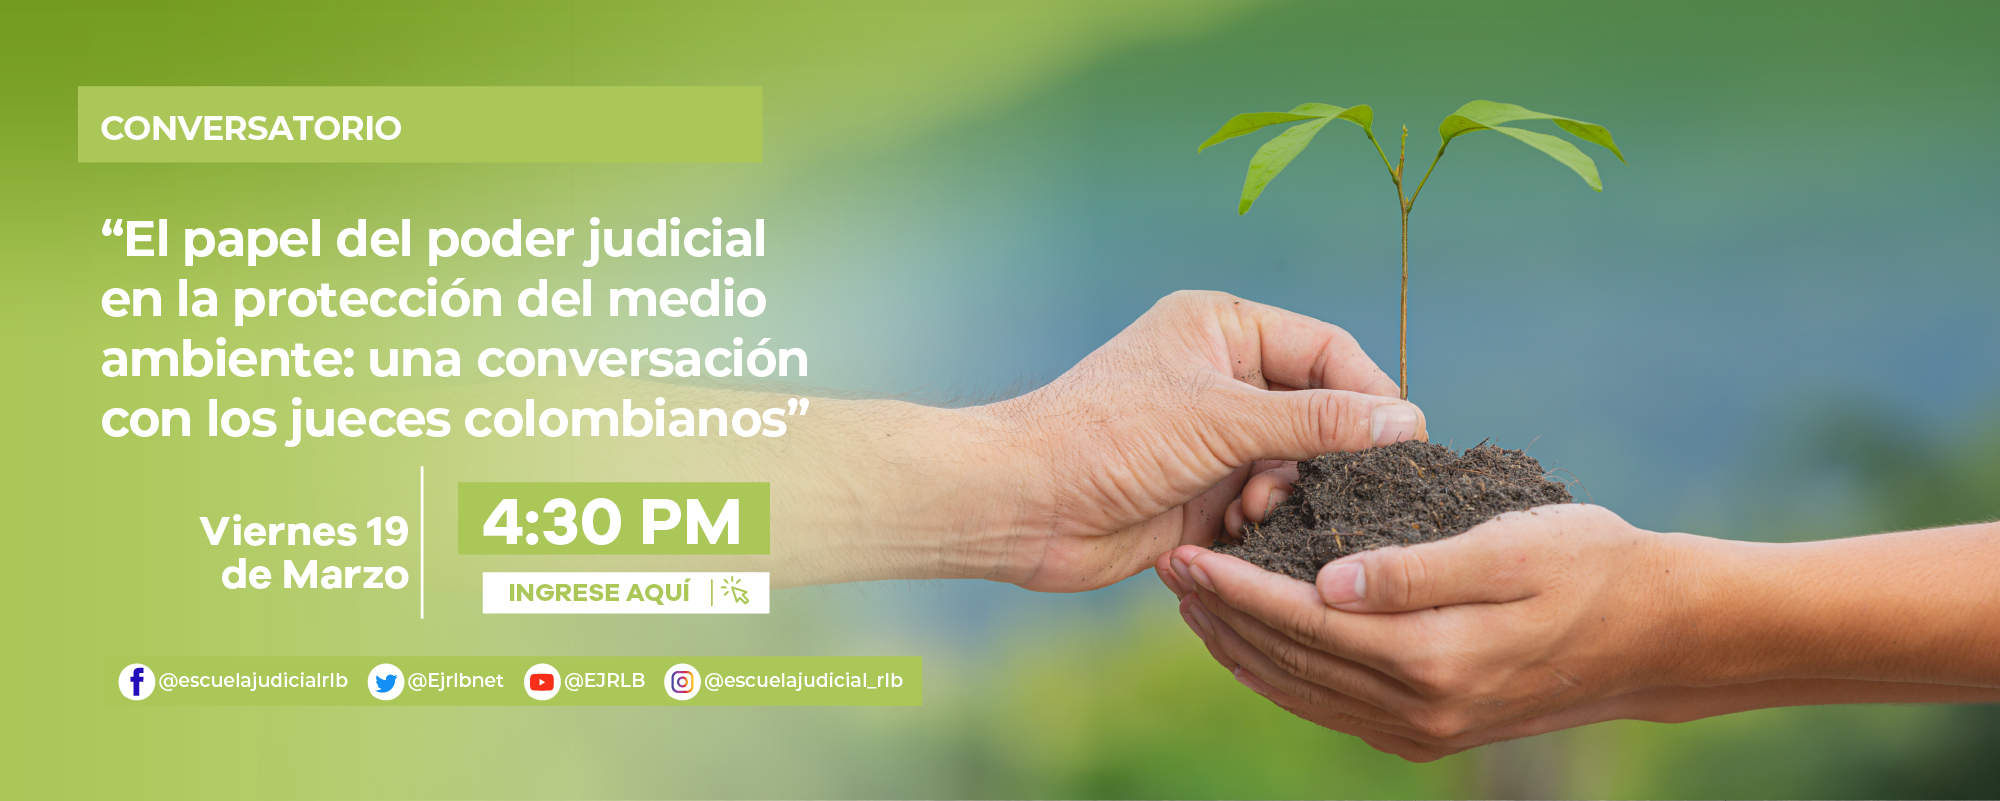 CONVERSATORIO
“El papel del poder judicial
en la protección del medio
ambiente: una conversación
con los jueces colombianos”
Viernes 19
de Marzo
4:30 PM
INGRESE AQUÍ
@escuelajudicialrlb @Ejrlbnet @EJRLB @escuelajudicial_rlb